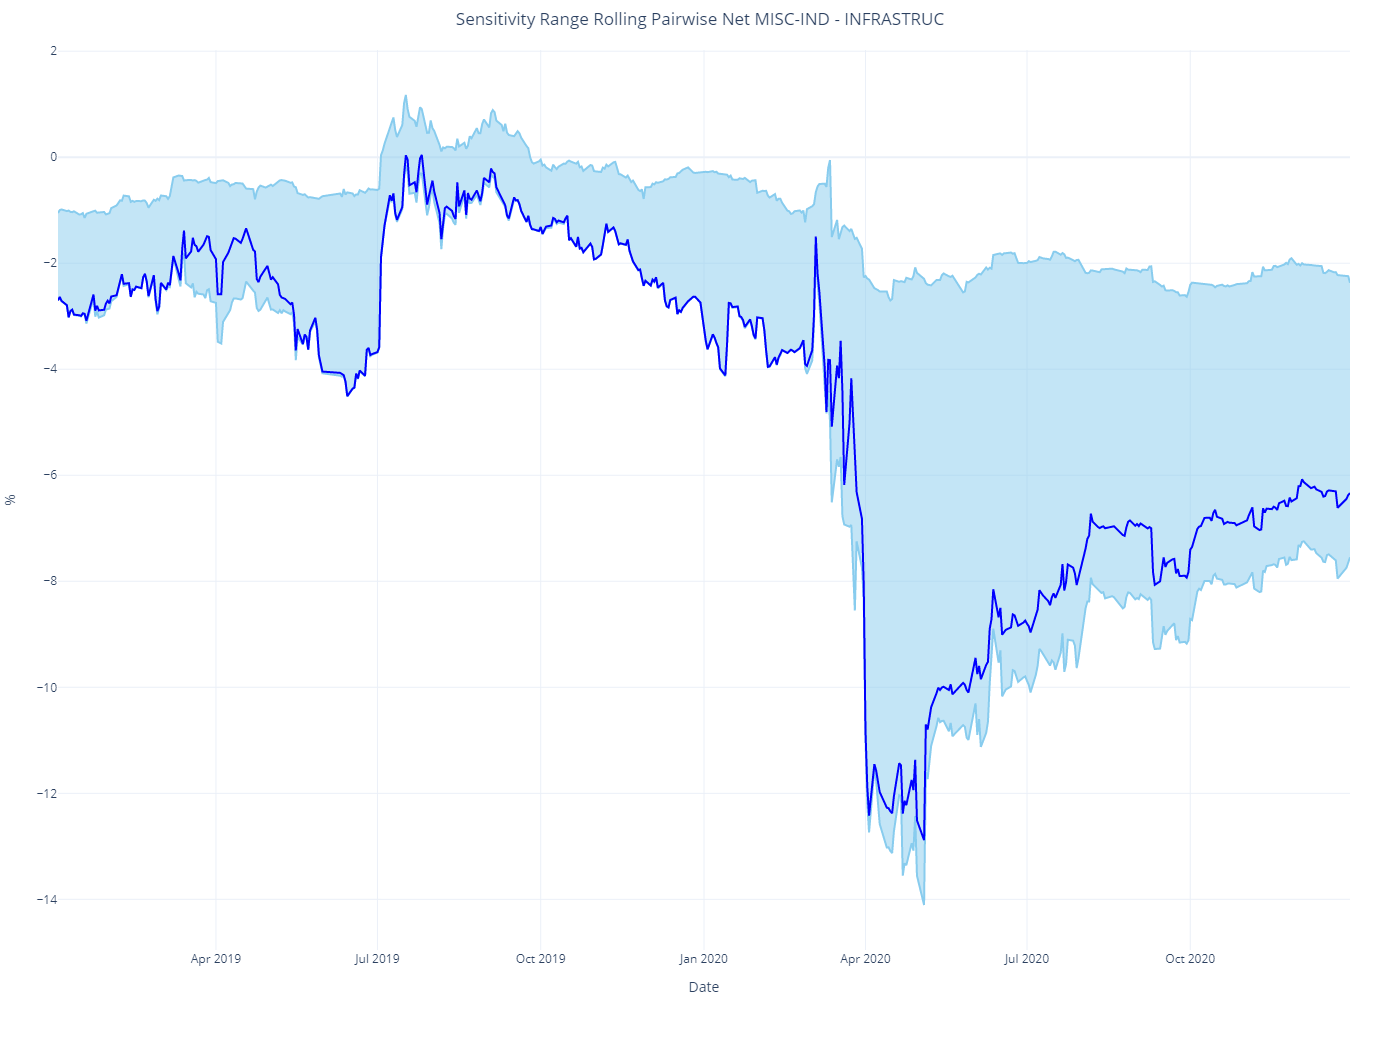 Sensitivity Range Rolling Pairwise Net MISC-IND - INFRASTRUC
2
0
−2
−4
−6
−8
−10
−12
−14
%
Apr 2019
Jul 2019
Oct 2019
Jan 2020
Apr 2020
Jul 2020
Oct 2020
Date